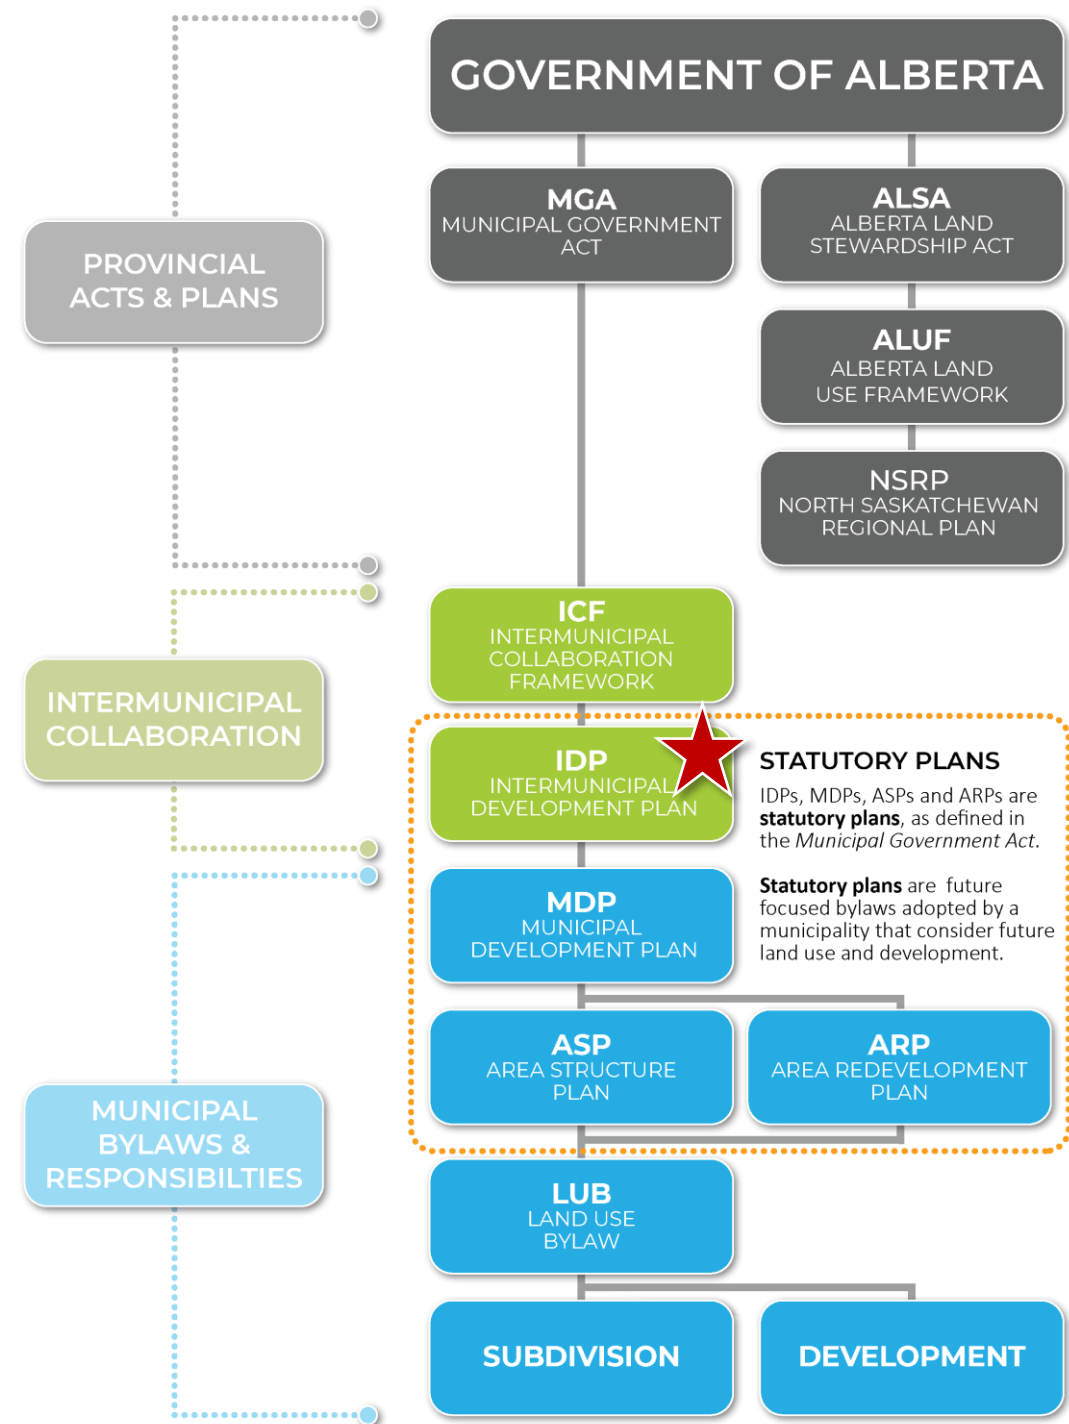 GOVERNMENT OF ALBERTA
MGA
MUNICIPAL GOVERNMENT
ACT
ALSA
ALBERTA LAND
STEWARDSHIP ACT
PROVINCIAL
ACTS & PLANS
ALUF
ALBERTA LAND
USE FRAMEWORK
NSRP
NORTH SASKATCHEWAN
REGIONAL PLAN
ICF
INTERMUNICIPAL
COLLABORATION
FRAMEWORK
INTERMUNICIPAL
COLLABORATION
IDP
INTERMUNICIPAL
DEVELOPMENT PLAN
STATUTORY PLANS
IDPs, MDPs, ASPs and ARPs are
statutory plans, as defined in
the Municipal Government Act.
Statutory plans are future
focused bylaws adopted by a
municipality that consider future
land use and development.
MDP
MUNICIPAL
DEVELOPMENT PLAN
ASP
AREA STRUCTURE
PLAN
ARP
AREA REDEVELOPMENT
PLAN
MUNICIPAL
BYLAWS &
RESPONSIBILTIES
LUB
LAND USE
BYLAW
SUBDIVISION
DEVELOPMENT